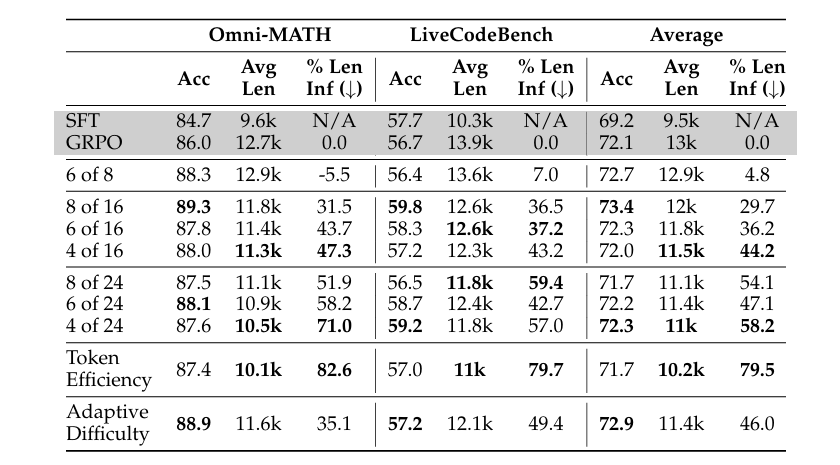 Omni-MATH LiveCodeBench Average
Acc Avg Len % Len Inf (↓) Acc Avg Len % Len Inf (↓) Acc Avg Len % Len Inf (↓)
SFT 84.7 9.6k N/A 57.7 10.3k N/A 69.2 9.5k N/A
GRPO 86.0 12.7k 0.0 56.7 13.9k 0.0 72.1 13k 0.0
6 of 8 88.3 12.9k -5.5 56.4 13.6k 7.0 72.7 12.9k 4.8
8 of 16 89.3 11.8k 31.5 59.8 12.6k 36.5 73.4 12k 29.7
6 of 16 87.8 11.4k 43.7 58.3 12.6k 37.2 72.3 11.8k 36.2
4 of 16 88.0 11.3k 47.3 57.2 12.3k 43.2 72.0 11.5k 44.2
8 of 24 87.5 11.1k 51.9 56.5 11.8k 59.4 71.7 11.1k 54.1
6 of 24 88.1 10.9k 58.2 58.7 12.4k 42.7 72.2 11.4k 47.1
4 of 24 87.6 10.5k 71.0 59.2 11.8k 57.0 72.3 11k 58.2
Token Efficiency 87.4 10.1k 82.6 57.0 11k 79.7 71.7 10.2k 79.5
Adaptive Difficulty 88.9 11.6k 35.1 57.2 12.1k 49.4 72.9 11.4k 46.0